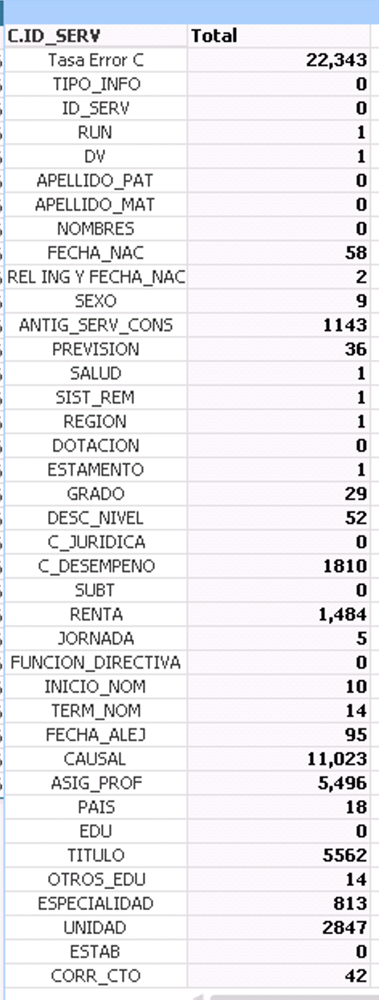 C.ID_SERV Total
Tasa Error C 22,343
TIPO_INFO 0
ID_SERV 0
RUN 1
DV 1
APELLIDO_PAT 0
APELLIDO_MAT 0
NOMBRES 0
FECHA_NAC 58
REL ING Y FECHA_NAC 2
SEXO 9
ANTIG_SERV_CONS 1143
PREVISION 36
SALUD 1
SIST_REM 1
REGION 1
DOTACION 0
ESTAMENTO 1
GRADO 29
DESC_NIVEL 52
C_JURIDICA 0
C_DESEMPENO 1810
SUBT 0
RENTA 1,484
JORNADA 5
FUNCION_DIRECTIVA 0
INICIO_NOM 10
TERM_NOM 14
FECHA_ALEJ 95
CAUSAL 11,023
ASIG_PROF 5,496
PAIS 18
EDU 0
TITULO 5562
OTROS_EDU 14
ESPECIALIDAD 813
UNIDAD 2847
ESTAB 0
CORR_CTO 42